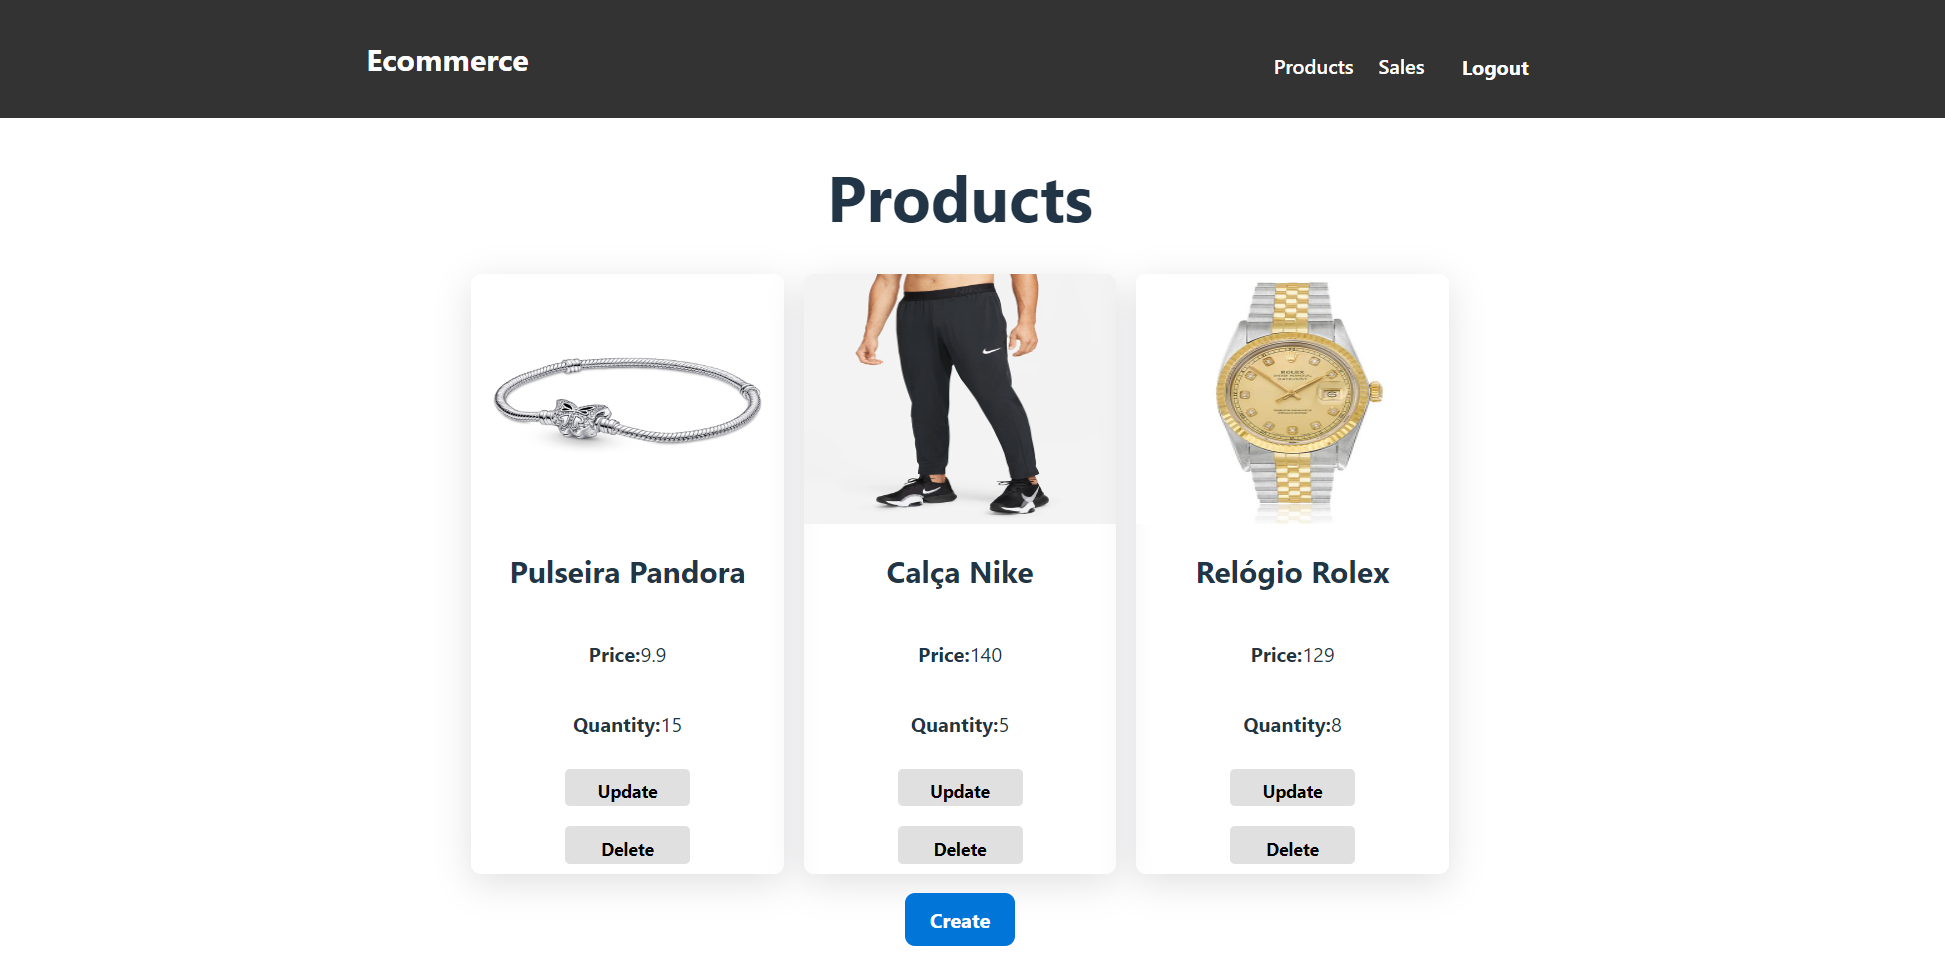 Ecommerce
Products Sales Logout
Products
ROLEX
Pulseira Pandora
Price:9.9
Quantity:15
Update
Delete
Calça Nike
Price:140
Quantity:5
Update
Delete
Relógio Rolex
Price:129
Quantity:8
Update
Delete
Create